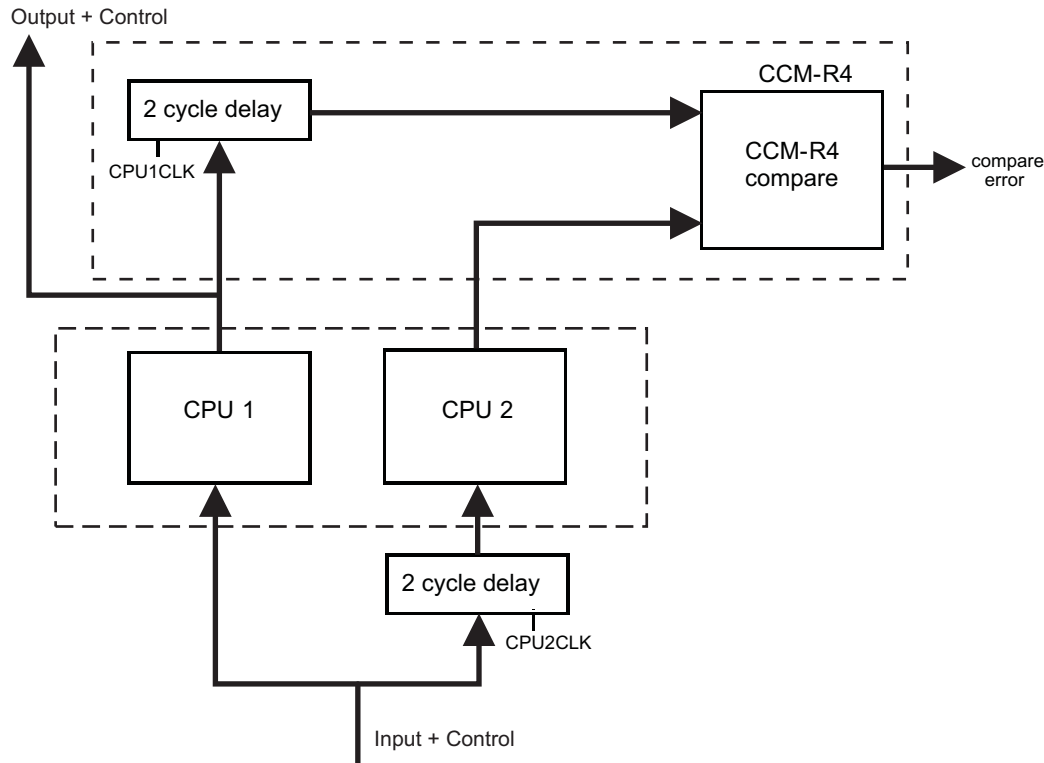 Output + Control
CCM-R4
2 cycle delay
CPU1CLK
CCM-R4
compare
compare
error
CPU 1
CPU 2
2 cycle delay
CPU2CLK
Input + Control